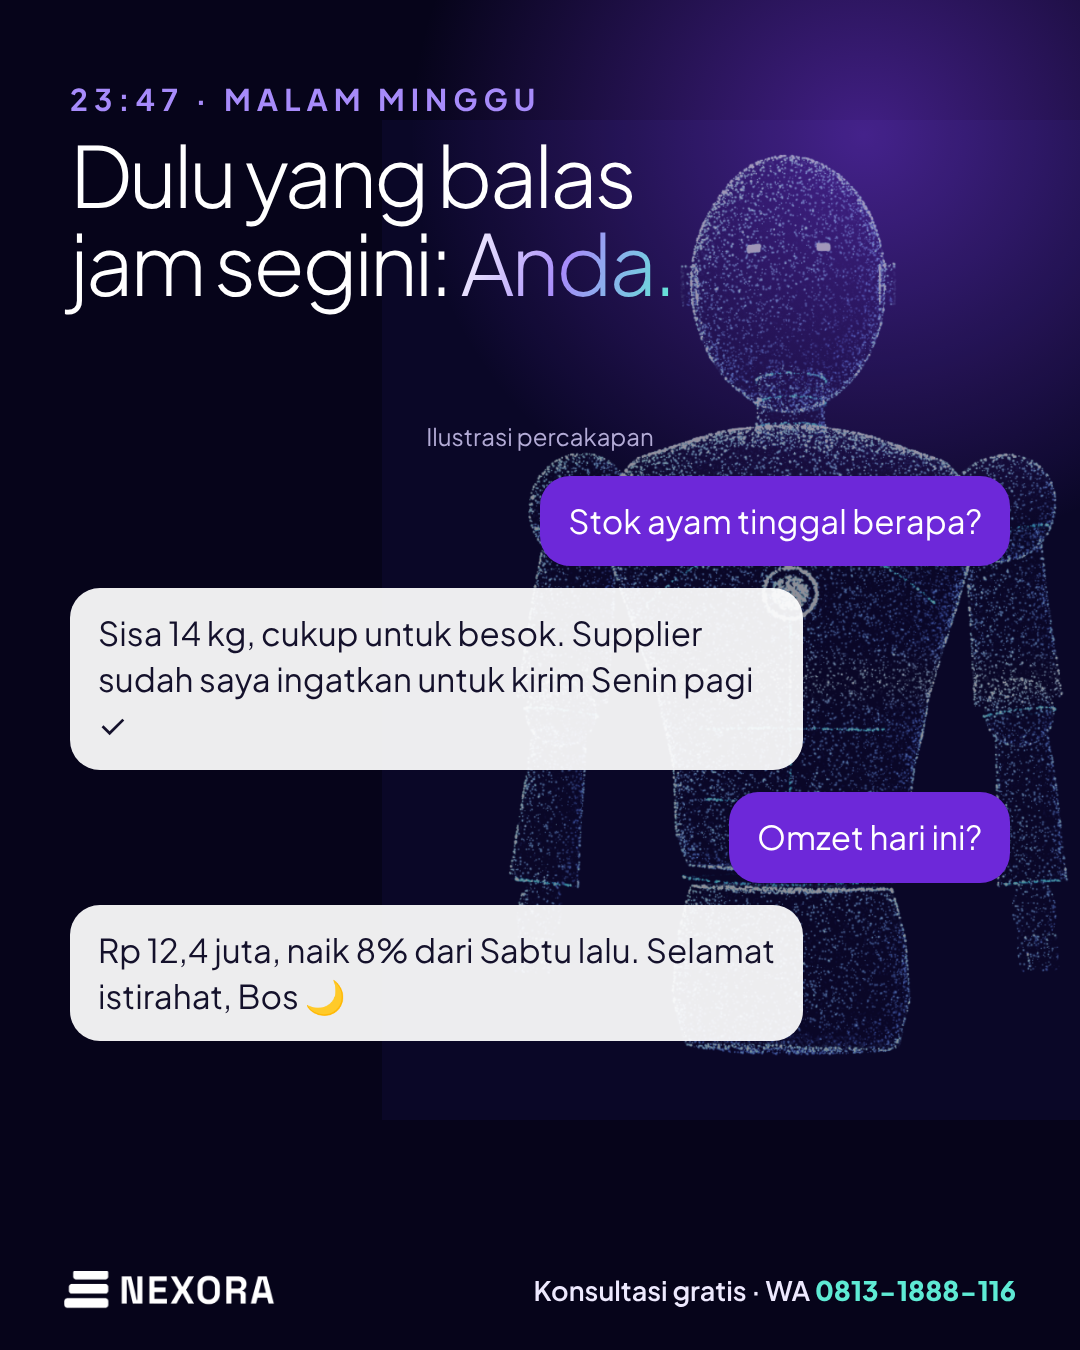 23:47 · MALAM MINGGU
Dulu yang balas
jam segini: Anda.
Ilustrasi percakapan
Stok ayam tinggal berapa?
Sisa 14 kg, cukup untuk besok. Supplier
sudah saya ingatkan untuk kirim Senin pagi
✓
Omzet hari ini?
Rp 12,4 juta, naik 8% dari Sabtu lalu. Selamat
istirahat, Bos 🌙
NEXORA
Konsultasi gratis · WA 0813-1888-116